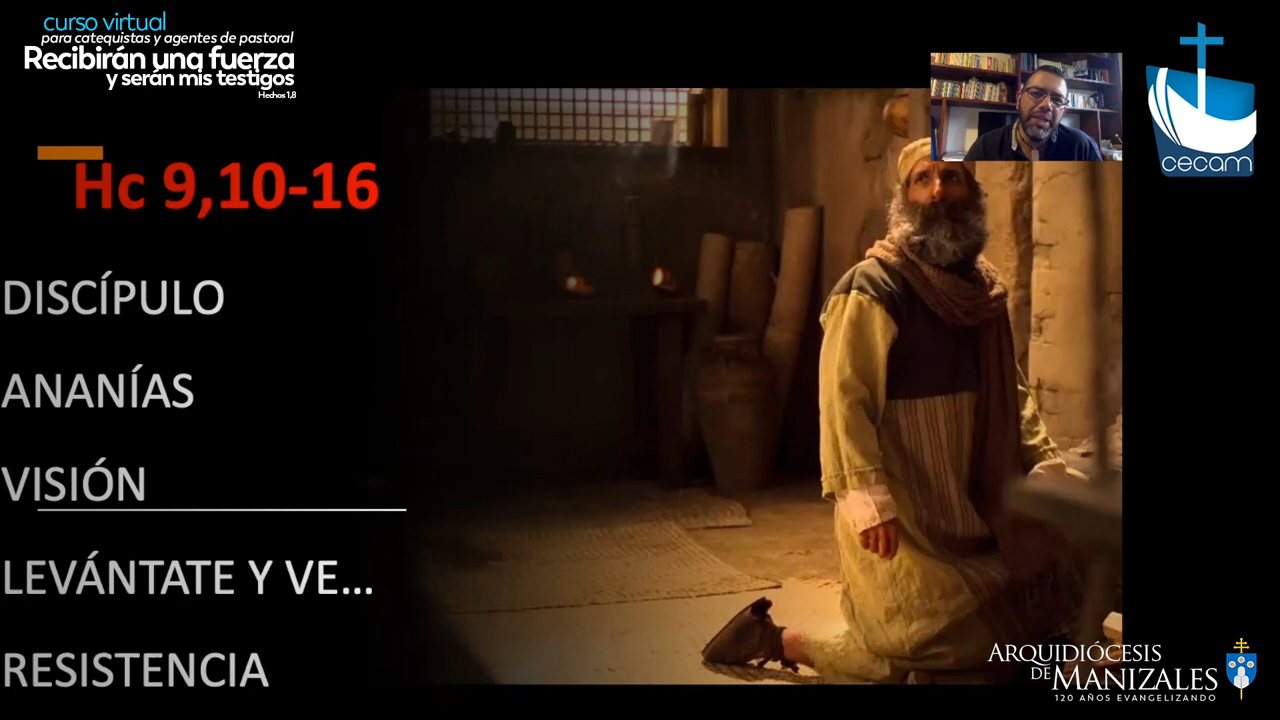 curso virtual
para catequistas y agentes de pastoral
Recibirán una fuerza
y serán mis testigos
Hechos 1,8
Hc 9,10-16
DISCÍPULO
ANANÍAS
VISIÓN
LEVÁNTATE Y VE...
RESISTENCIA
cecam
ARQUIDIÓCESIS
DE MANIZALES
120 AÑOS EVANGELIZANDO